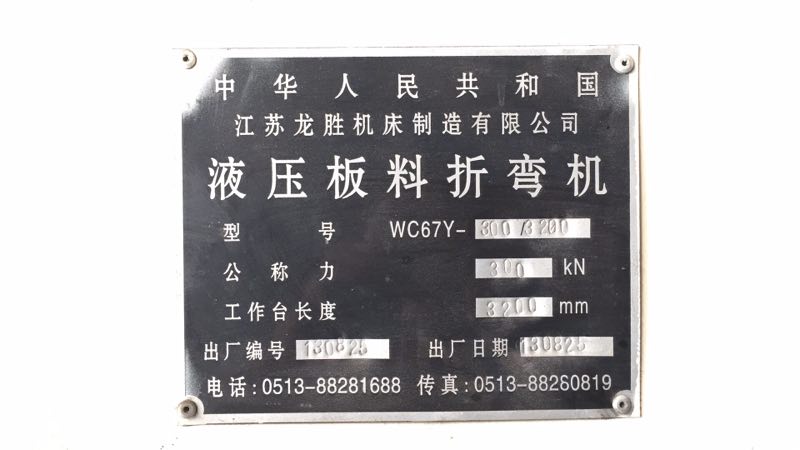 中华人民共和国
江苏龙胜机床制造有限公司
液压板料折弯机
型号 WC67Y-300/3200
公称力 300 kN
工作台长度 3200 mm
出厂编号 130825 出厂日期 130825
电话:0513-88281688 传真:0513-88280819